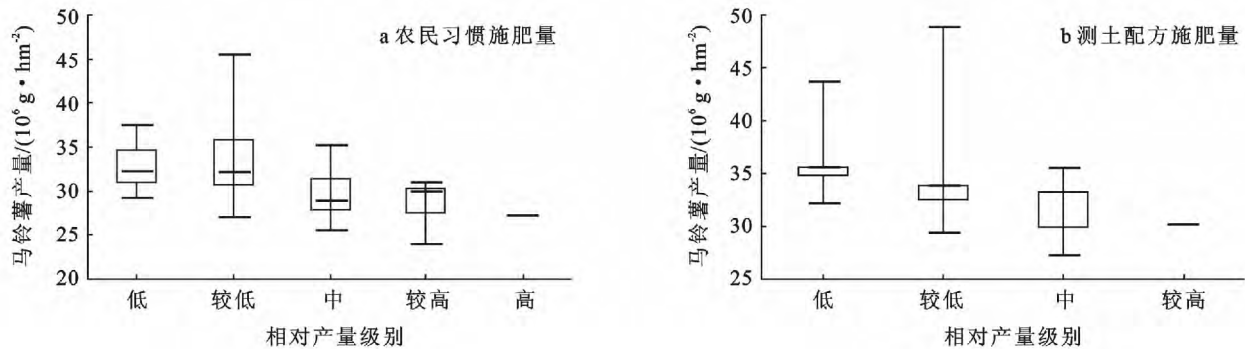 a 农民习惯施肥量
马铃薯产量/(10⁶ g·hm⁻²)
50
45
40
35
30
25
20
低 较低 中 较高 高
相对产量级别
b 测土配方施肥量
马铃薯产量/(10⁶ g·hm⁻²)
50
45
40
35
30
25
低 较低 中 较高
相对产量级别